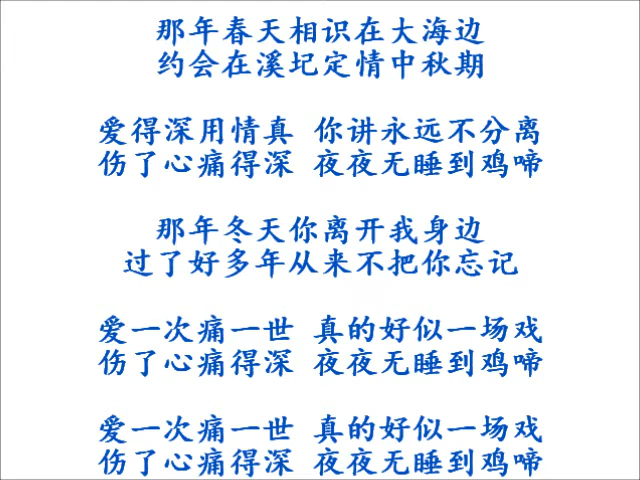 那年春天相识在大海边
约会在溪圮定情中秋期
爱得深用情真 你讲永远不分离
伤了心痛得深 夜夜无睡到鸡啼
那年冬天你离开我身边
过了好多年从来不把你忘记
爱一次痛一世 真的好似一场戏
伤了心痛得深 夜夜无睡到鸡啼
爱一次痛一世 真的好似一场戏
伤了心痛得深 夜夜无睡到鸡啼